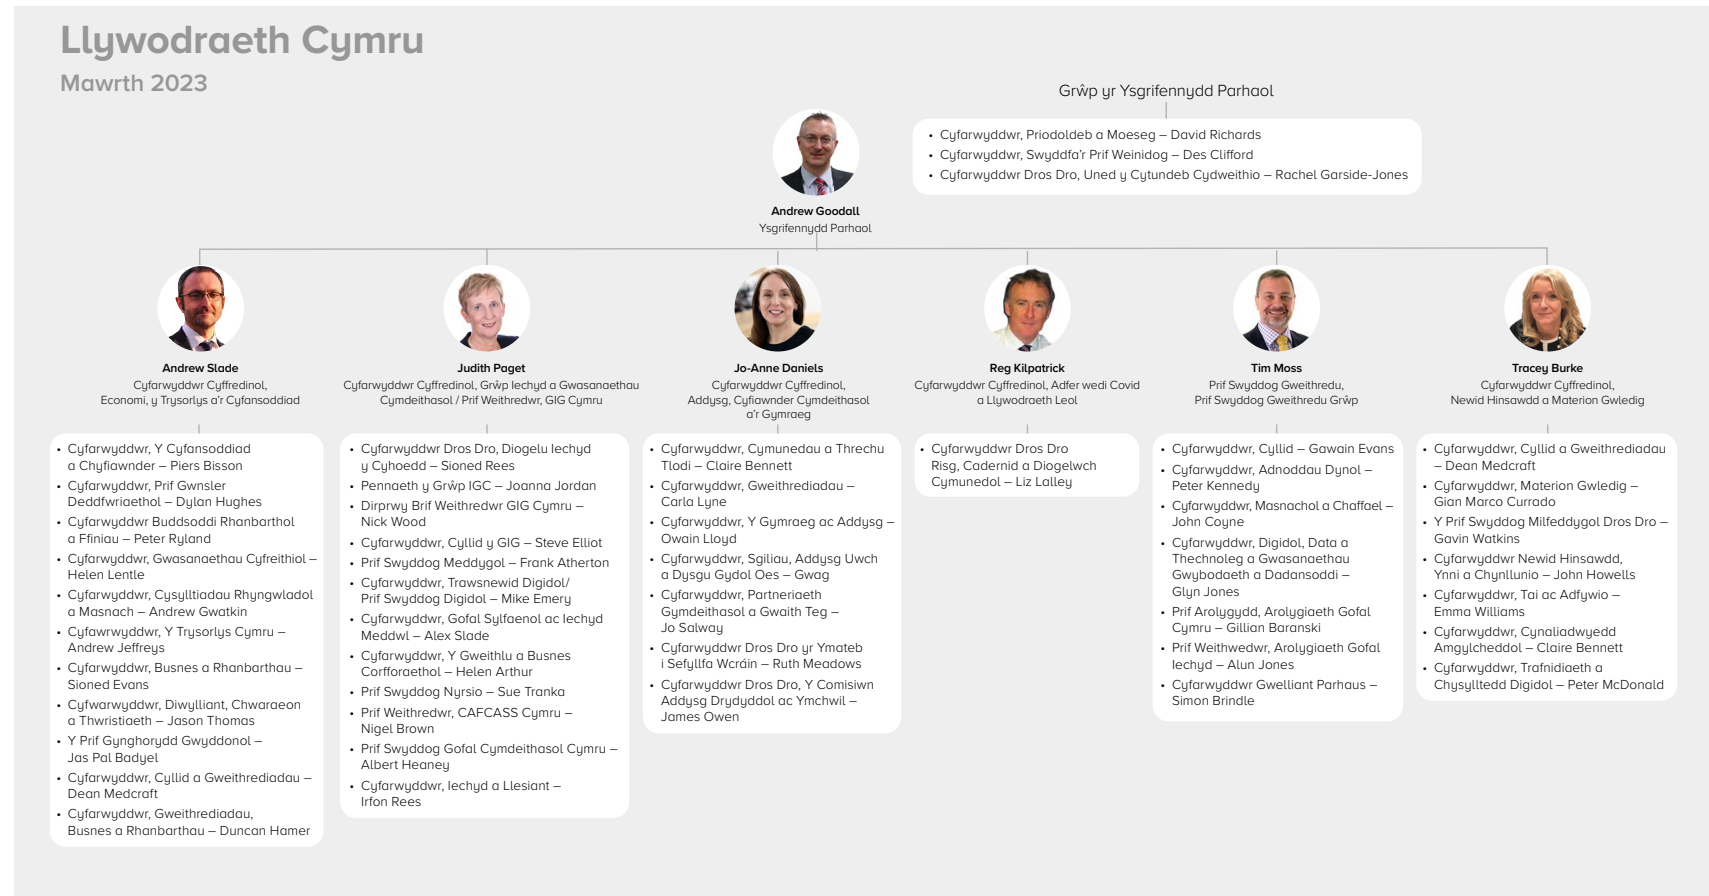 Llywodraeth Cymru
Mawrth 2023
Grŵp yr Ysgrifennydd Parhaol
• Cyfarwyddwr, Priodoldeb a Moeseg – David Richards
• Cyfarwyddwr, Swyddfa'r Prif Weinidog – Des Clifford
• Cyfarwyddwr Dros Dro, Uned y Cytundeb Cydweithio – Rachel Garside-Jones
Andrew Goodall
Ysgrifennydd Parhaol
Andrew Slade
Cyfarwyddwr Cyffredinol,
Economi, y Trysorlys a'r Cyfansoddiad
• Cyfarwyddwr, Y Cyfansoddiad
a Chyfiawnder – Piers Bisson
• Cyfarwyddwr, Prif Gwnsler
Deddfwriaethol – Dylan Hughes
• Cyfarwyddwr Buddsoddi Rhanbarthol
a Ffiniau – Peter Ryland
• Cyfarwyddwr, Gwasanaethau Cyfreithiol –
Helen Lentle
• Cyfarwyddwr, Cysylltiadau Rhyngwladol
a Masnach – Andrew Gwatkin
• Cyfawrwyddwr, Y Trysorlys Cymru –
Andrew Jeffreys
• Cyfarwyddwr, Busnes a Rhanbarthau –
Sioned Evans
• Cyfwarwyddwr, Diwylliant, Chwaraeon
a Thwristiaeth – Jason Thomas
• Y Prif Gynghorydd Gwyddonol –
Jas Pal Badyel
• Cyfarwyddwr, Cyllid a Gweithrediadau –
Dean Medcraft
• Cyfarwyddwr, Gweithrediadau,
Busnes a Rhanbarthau – Duncan Hamer
Judith Paget
Cyfarwyddwr Cyffredinol, Grŵp Iechyd a Gwasanaethau
Cymdeithasol / Prif Weithredwr, GIG Cymru
• Cyfarwyddwr Dros Dro, Diogelu Iechyd
y Cyhoedd – Sioned Rees
• Pennaeth y Grŵp IGC – Joanna Jordan
• Dirprwy Brif Weithredwr GIG Cymru –
Nick Wood
• Cyfarwyddwr, Cyllid y GIG – Steve Elliot
• Prif Swyddog Meddygol – Frank Atherton
• Cyfarwyddwr, Trawsnewid Digidol/
Prif Swyddog Digidol – Mike Emery
• Cyfarwyddwr, Gofal Sylfaenol ac Iechyd
Meddwl – Alex Slade
• Cyfarwyddwr, Y Gweithlu a Busnes
Corfforaethol – Helen Arthur
• Prif Swyddog Nyrsio – Sue Tranka
• Prif Weithredwr, CAFCASS Cymru –
Nigel Brown
• Prif Swyddog Gofal Cymdeithasol Cymru –
Albert Heaney
• Cyfarwyddwr, Iechyd a Llesiant –
Irfon Rees
Jo-Anne Daniels
Cyfarwyddwr Cyffredinol,
Addysg, Cyfiawnder Cymdeithasol
a'r Gymraeg
• Cyfarwyddwr, Cymunedau a Threchu
Tlodi – Claire Bennett
• Cyfarwyddwr, Gweithrediadau –
Carla Lyne
• Cyfarwyddwr, Y Gymraeg ac Addysg –
Owain Lloyd
• Cyfarwyddwr, Sgiliau, Addysg Uwch
a Dysgu Gydol Oes – Gwag
• Cyfarwyddwr, Partneriaeth
Gymdeithasol a Gwaith Teg –
Jo Salway
• Cyfarwyddwr Dros Dro yr Ymateb
i Sefyllfa Wcráin – Ruth Meadows
• Cyfarwyddwr Dros Dro, Y Comisiwn
Addysg Drydyddol ac Ymchwil –
James Owen
Reg Kilpatrick
Cyfarwyddwr Cyffredinol, Adfer wedi Covid
a Llywodraeth Leol
• Cyfarwyddwr Dros Dro
Risg, Cadernid a Diogelwch
Cymunedol – Liz Lalley
Tim Moss
Prif Swyddog Gweithredu,
Prif Swyddog Gweithredu Grŵp
• Cyfarwyddwr, Cyllid – Gawain Evans
• Cyfarwyddwr, Adnoddau Dynol –
Peter Kennedy
• Cyfarwyddwr, Masnachol a Chaffael –
John Coyne
• Cyfarwyddwr, Digidol, Data a
Thechnoleg a Gwasanaethau
Gwybodaeth a Dadansoddi –
Glyn Jones
• Prif Arolygydd, Arolygiaeth Gofal
Cymru – Gillian Baranski
• Prif Weithwedwr, Arolygiaeth Gofal
Iechyd – Alun Jones
• Cyfarwyddwr Gwelliant Parhaus –
Simon Brindle
Tracey Burke
Cyfarwyddwr Cyffredinol,
Newid Hinsawdd a Materion Gwledig
• Cyfarwyddwr, Cyllid a Gweithrediadau
– Dean Medcraft
• Cyfarwyddwr, Materion Gwledig –
Gian Marco Currado
• Y Prif Swyddog Milfeddygol Dros Dro –
Gavin Watkins
• Cyfarwyddwr Newid Hinsawdd,
Ynni a Chynllunio – John Howells
• Cyfarwyddwr, Tai ac Adfywio –
Emma Williams
• Cyfarwyddwr, Cynaliadwyedd
Amgylcheddol – Claire Bennett
• Cyfarwyddwr, Trafnidiaeth a
Chysylltedd Digidol – Peter McDonald